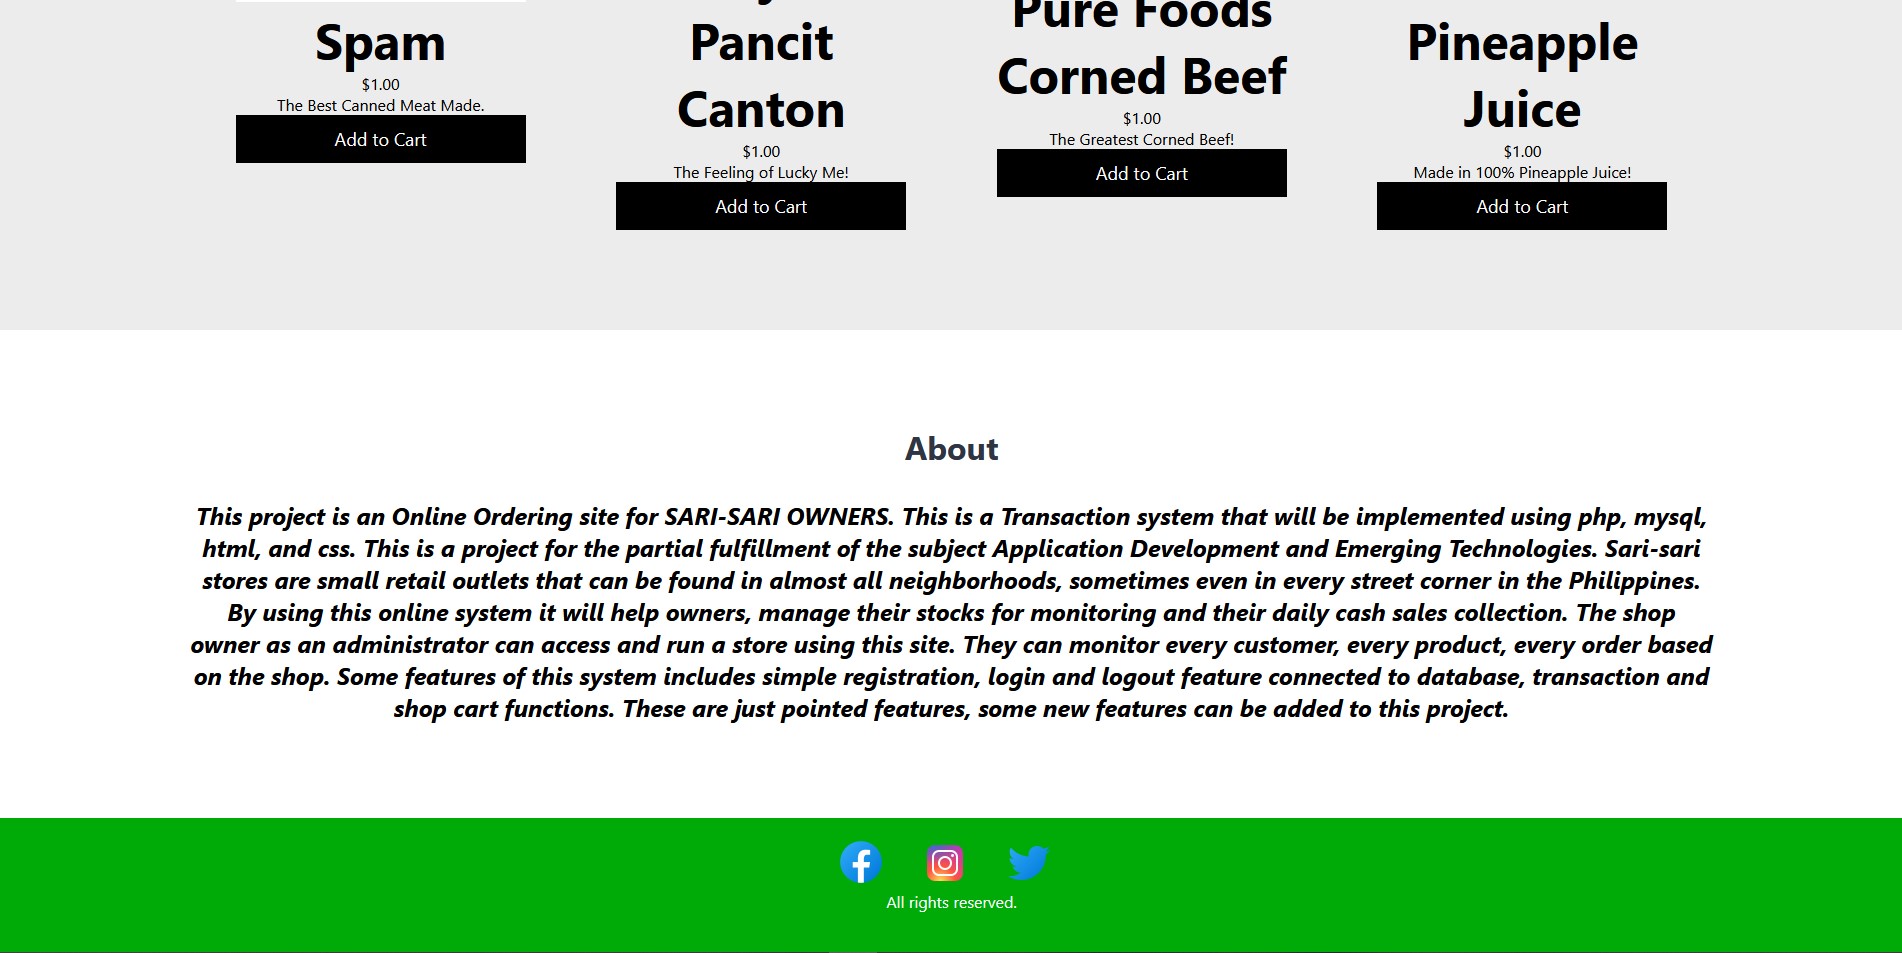 Spam
$1.00
The Best Canned Meat Made.
Add to Cart
Pancit
Canton
$1.00
The Feeling of Lucky Me!
Add to Cart
Pure Foods
Corned Beef
$1.00
The Greatest Corned Beef!
Add to Cart
Pineapple
Juice
$1.00
Made in 100% Pineapple Juice!
Add to Cart
About
This project is an Online Ordering site for SARI-SARI OWNERS. This is a Transaction system that will be implemented using php, mysql,
html, and css. This is a project for the partial fulfillment of the subject Application Development and Emerging Technologies. Sari-sari
stores are small retail outlets that can be found in almost all neighborhoods, sometimes even in every street corner in the Philippines.
By using this online system it will help owners, manage their stocks for monitoring and their daily cash sales collection. The shop
owner as an administrator can access and run a store using this site. They can monitor every customer, every product, every order based
on the shop. Some features of this system includes simple registration, login and logout feature connected to database, transaction and
shop cart functions. These are just pointed features, some new features can be added to this project.
All rights reserved.